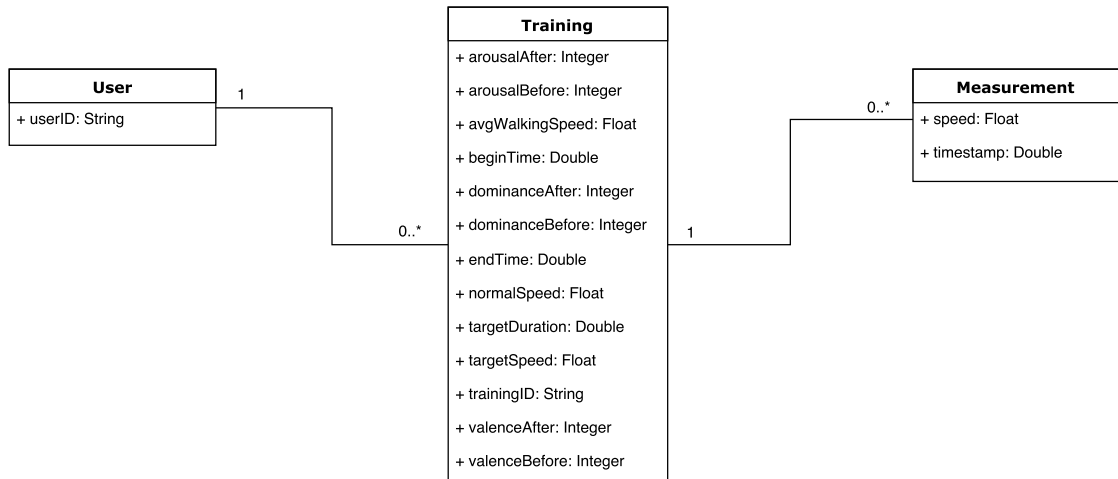 User
+ userID: String
1
0..*
Training
+ arousalAfter: Integer
+ arousalBefore: Integer
+ avgWalkingSpeed: Float
+ beginTime: Double
+ dominanceAfter: Integer
+ dominanceBefore: Integer
+ endTime: Double
+ normalSpeed: Float
+ targetDuration: Double
+ targetSpeed: Float
+ trainingID: String
+ valenceAfter: Integer
+ valenceBefore: Integer
1
0..*
Measurement
+ speed: Float
+ timestamp: Double